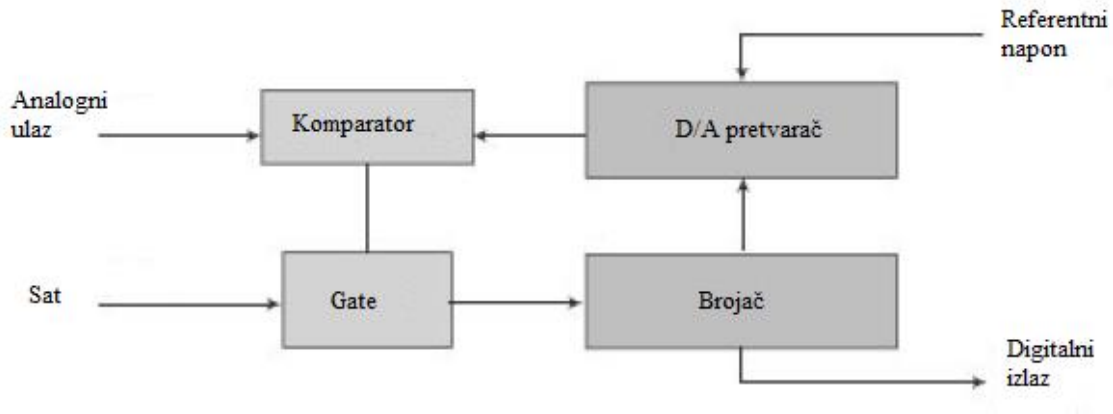 Referentni
napon
Analogni
ulaz
Komparator
D/A pretvarač
Sat
Gate
Brojač
Digitalni
izlaz